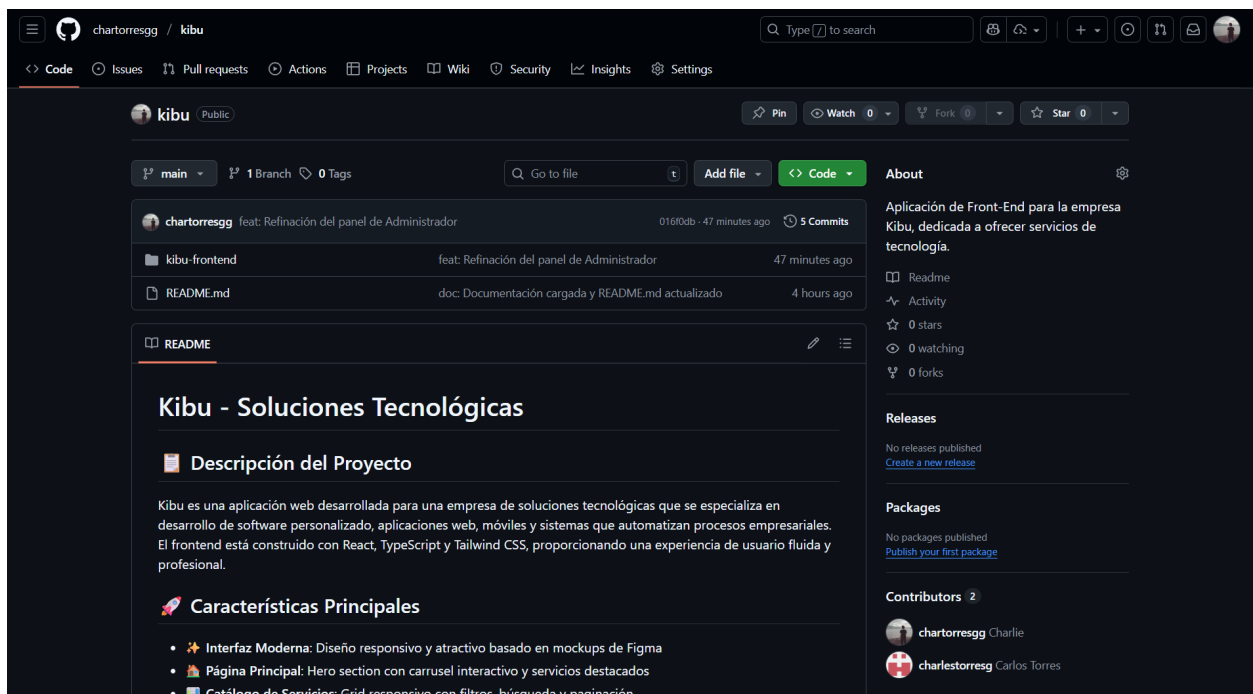 chartorresgg / kibu
Type / to search
Code Issues Pull requests Actions Projects Wiki Security Insights Settings
kibu Public
Pin Watch 0 Fork 0 Star 0
main 1 Branch 0 Tags
Go to file t Add file Code
chartorresgg feat: Refinación del panel de Administrador 016f0db · 47 minutes ago 5 Commits
kibu-frontend feat: Refinación del panel de Administrador 47 minutes ago
README.md doc: Documentación cargada y README.md actualizado 4 hours ago
README
Kibu - Soluciones Tecnológicas
Descripción del Proyecto
Kibu es una aplicación web desarrollada para una empresa de soluciones tecnológicas que se especializa en
desarrollo de software personalizado, aplicaciones web, móviles y sistemas que automatizan procesos empresariales.
El frontend está construido con React, TypeScript y Tailwind CSS, proporcionando una experiencia de usuario fluida y
profesional.
Características Principales
• Interfaz Moderna: Diseño responsivo y atractivo basado en mockups de Figma
• Página Principal: Hero section con carrusel interactivo y servicios destacados
• Catálogo de Servicios: Grid responsivo con filtros, búsqueda y paginación
About
Aplicación de Front-End para la empresa
Kibu, dedicada a ofrecer servicios de
tecnología.
Readme
Activity
0 stars
0 watching
0 forks
Releases
No releases published
Create a new release
Packages
No packages published
Publish your first package
Contributors 2
chartorresgg Charlie
charlestorresg Carlos Torres